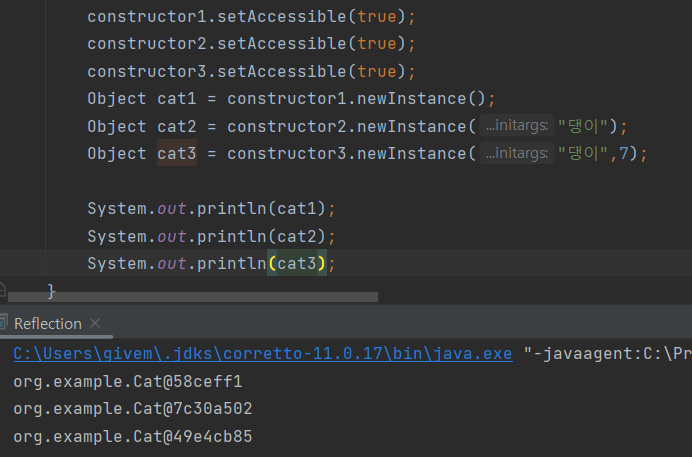 constructor1.setAccessible(true);
constructor2.setAccessible(true);
constructor3.setAccessible(true);
Object cat1 = constructor1.newInstance();
Object cat2 = constructor2.newInstance( ...initargs: "댕이");
Object cat3 = constructor3.newInstance( ...initargs: "댕이",7);
System.out.println(cat1);
System.out.println(cat2);
System.out.println(cat3);
}
Reflection ×
C:\Users\givem\.jdks\corretto-11.0.17\bin\java.exe "-javaagent:C:\Pr
org.example.Cat@58ceff1
org.example.Cat@7c30a502
org.example.Cat@49e4cb85